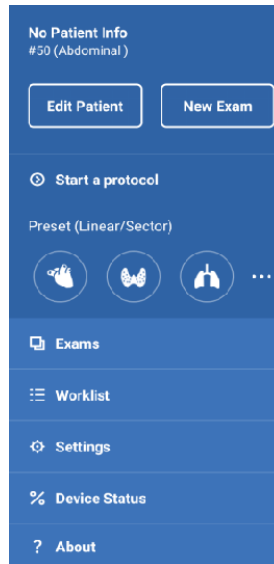 No Patient Info
#50 (Abdominal )
Edit Patient New Exam
Start a protocol
Preset (Linear/Sector)
Exams
Worklist
Settings
Device Status
? About